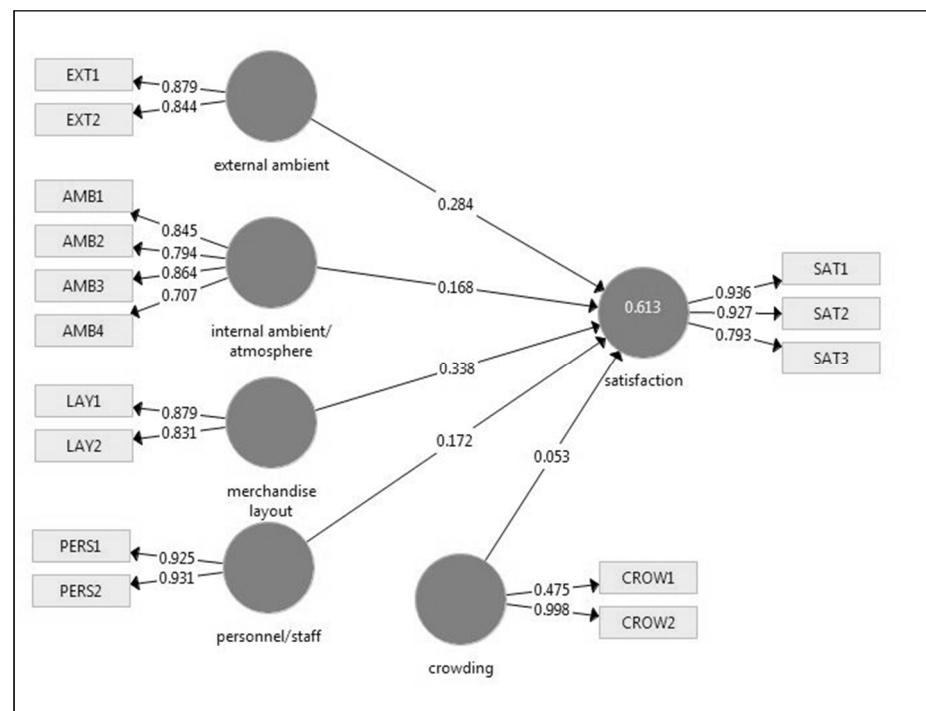 EXT1
0.879
EXT2
0.844
external ambient
0.284
AMB1
0.845
AMB2
0.794
AMB3
0.864
AMB4
0.707
internal ambient/
atmosphere
0.168
LAY1
0.879
LAY2
0.831
merchandise
layout
0.338
PERS1
0.925
PERS2
0.931
personnel/staff
0.172
0.613
satisfaction
0.936
SAT1
0.927
SAT2
0.793
SAT3
0.053
0.475
CROW1
0.998
CROW2
crowding